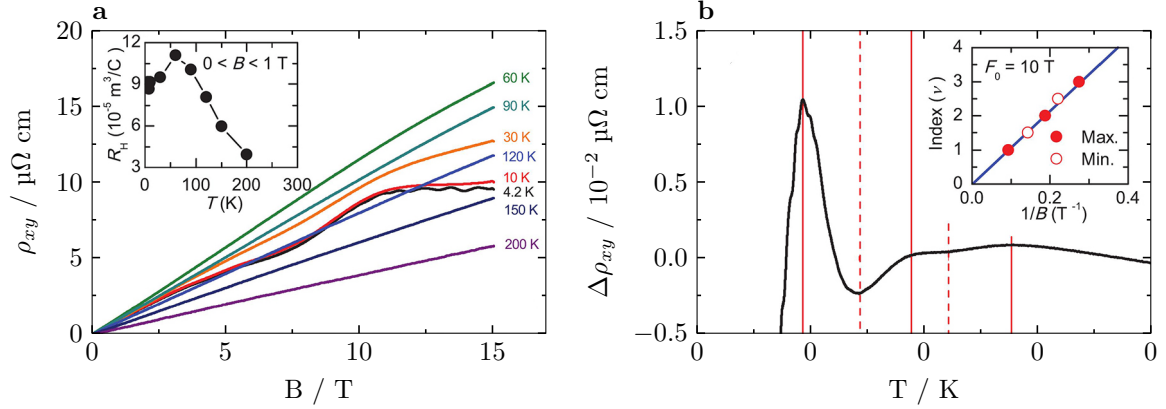 a
20
15
10
5
0
0
5
10
15
ρxy / μΩ cm
B / T
60 K
90 K
30 K
120 K
10 K
4.2 K
150 K
200 K
12
9
6
3
0
100
200
300
RH (10⁻⁵ m³/C)
T (K)
0 < B < 1 T
b
1.0
0.5
0.0
−0.5
0
0
0
0
0
Δρxy / 10⁻² μΩ cm
T / K
4
3
2
1
0
0.0
0.2
0.4
Index (ν)
1/B (T⁻¹)
F₀ = 10 T
Max.
Min.